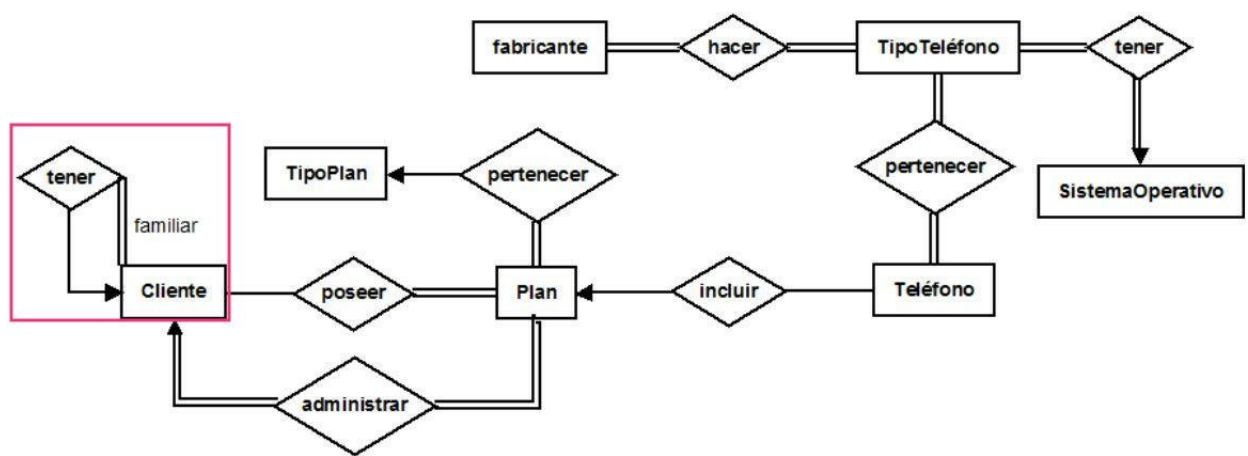 fabricante
hacer
TipoTeléfono
tener
tener
TipoPlan
pertenecer
pertenecer
SistemaOperativo
familiar
Cliente
poseer
Plan
incluir
Teléfono
administrar